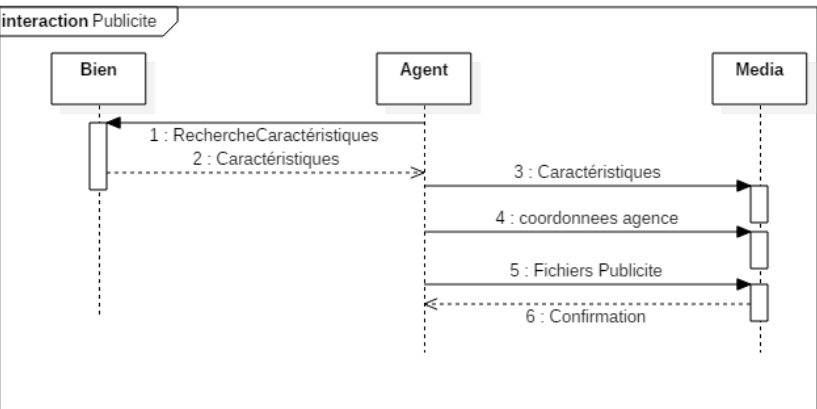 interaction Publicite
Bien
Agent
Media
1 : RechercheCaractéristiques
2 : Caractéristiques
3 : Caractéristiques
4 : coordonnees agence
5 : Fichiers Publicite
6 : Confirmation